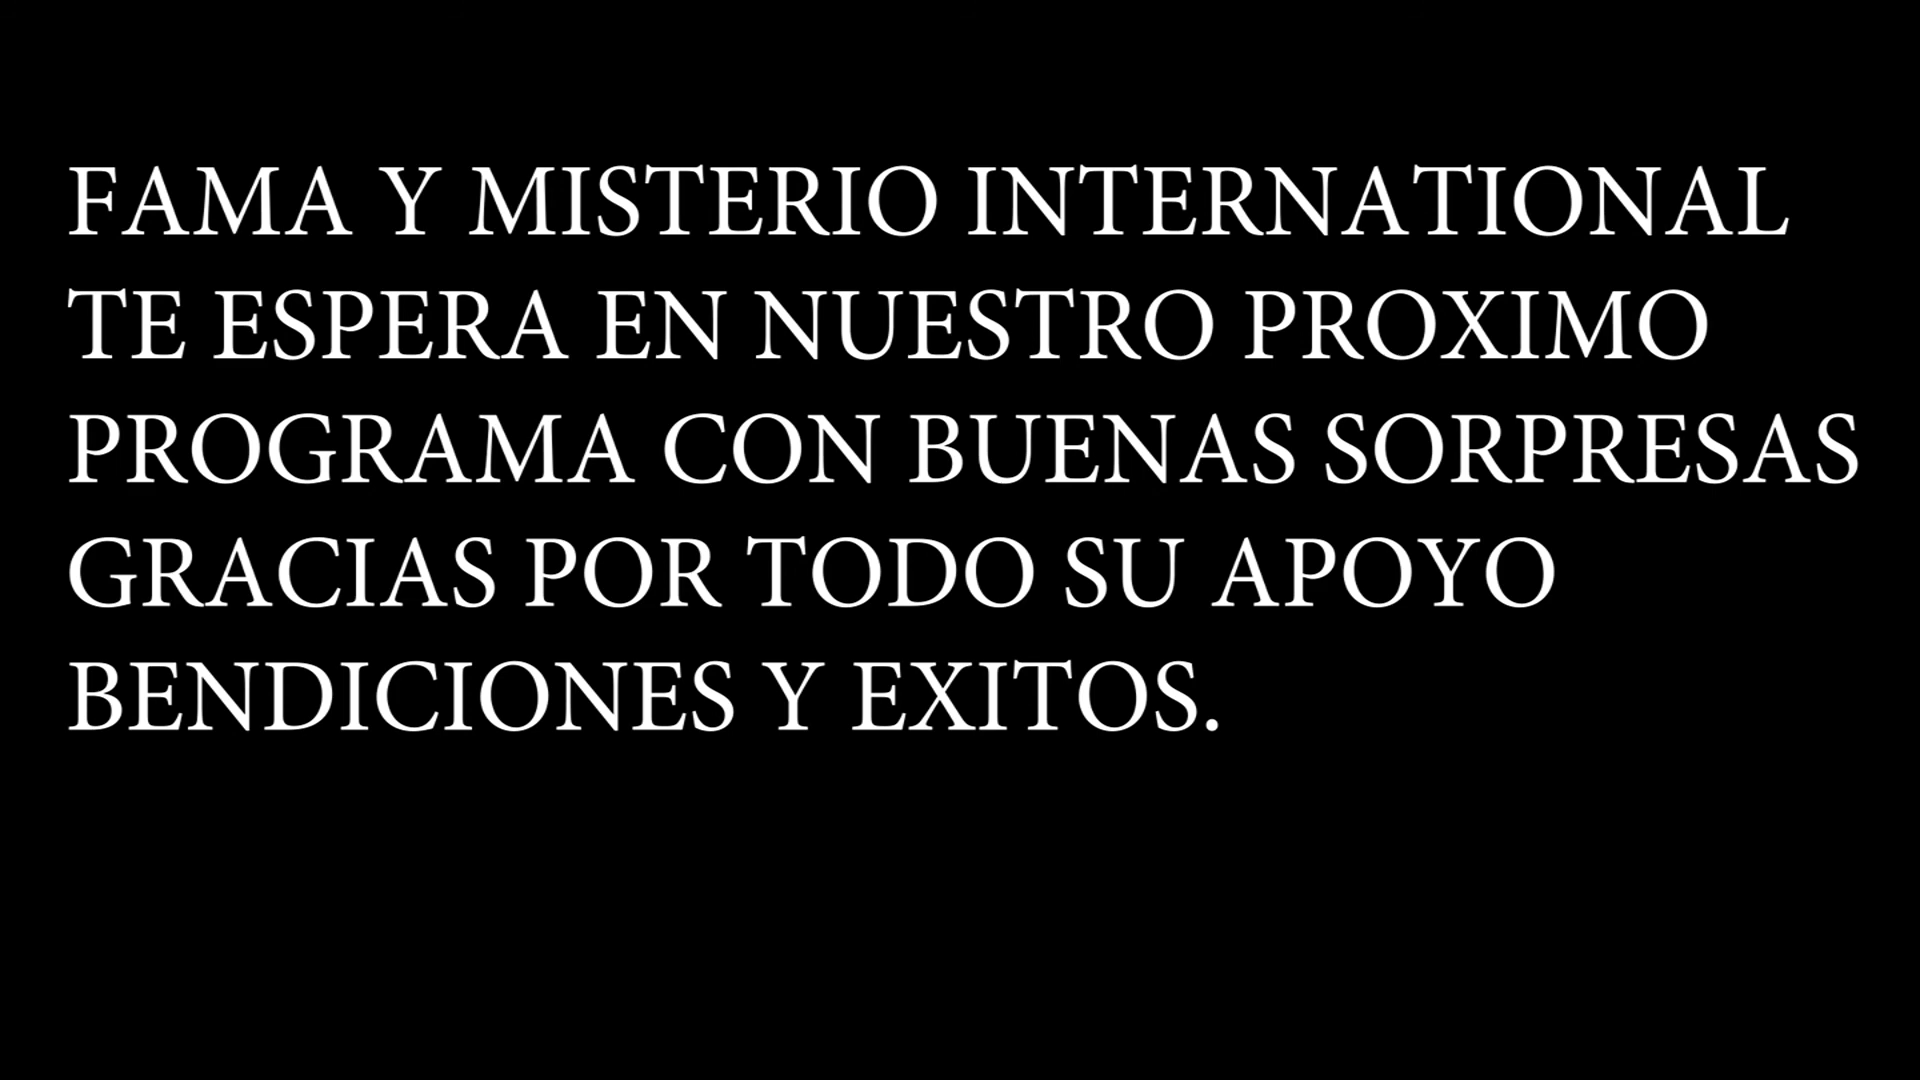 FAMA Y MISTERIO INTERNATIONAL
TE ESPERA EN NUESTRO PROXIMO
PROGRAMA CON BUENAS SORPRESAS
GRACIAS POR TODO SU APOYO
BENDICIONES Y EXITOS.